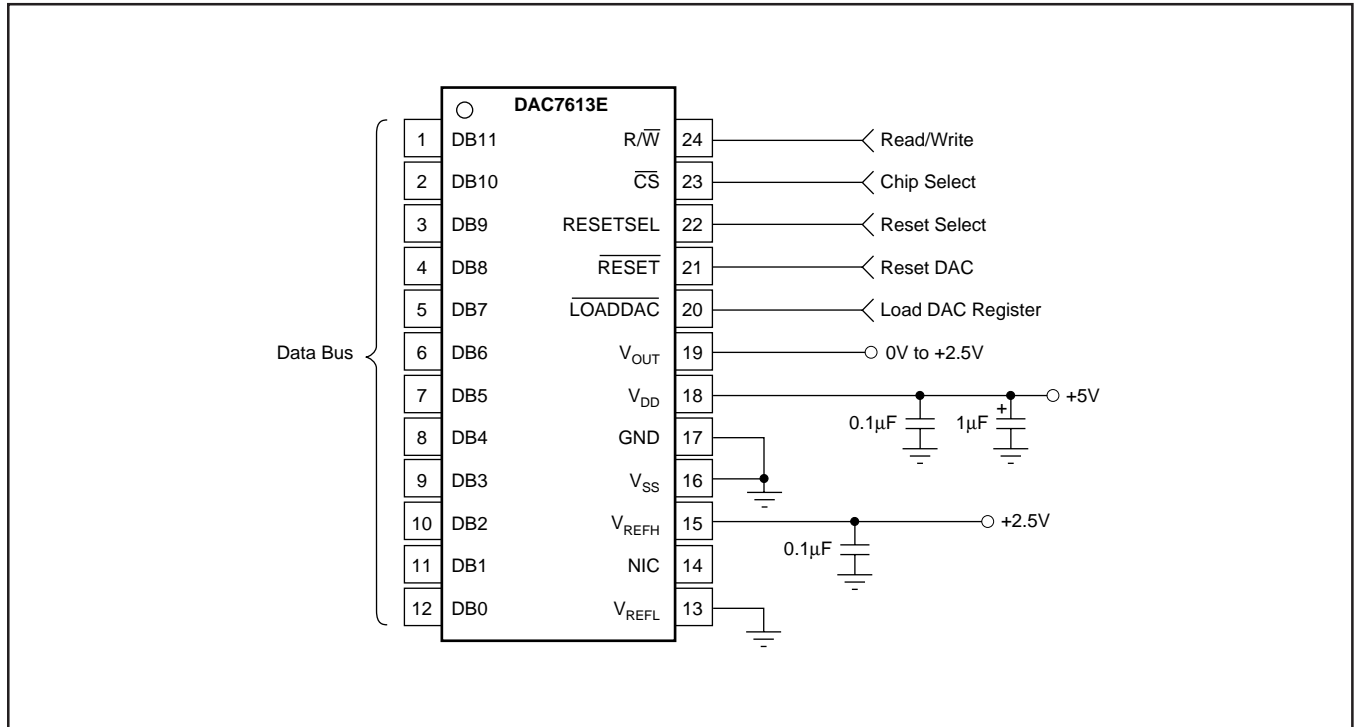 DAC7613E
1 DB11 R/W̅ 24 Read/Write
2 DB10 C̅S̅ 23 Chip Select
3 DB9 RESETSEL 22 Reset Select
4 DB8 R̅E̅S̅E̅T̅ 21 Reset DAC
5 DB7 L̅O̅A̅D̅D̅A̅C̅ 20 Load DAC Register
Data Bus 6 DB6 VOUT 19 0V to +2.5V
7 DB5 VDD 18 +5V
0.1µF 1µF +
8 DB4 GND 17
9 DB3 VSS 16
10 DB2 VREFH 15 +2.5V
0.1µF
11 DB1 NIC 14
12 DB0 VREFL 13